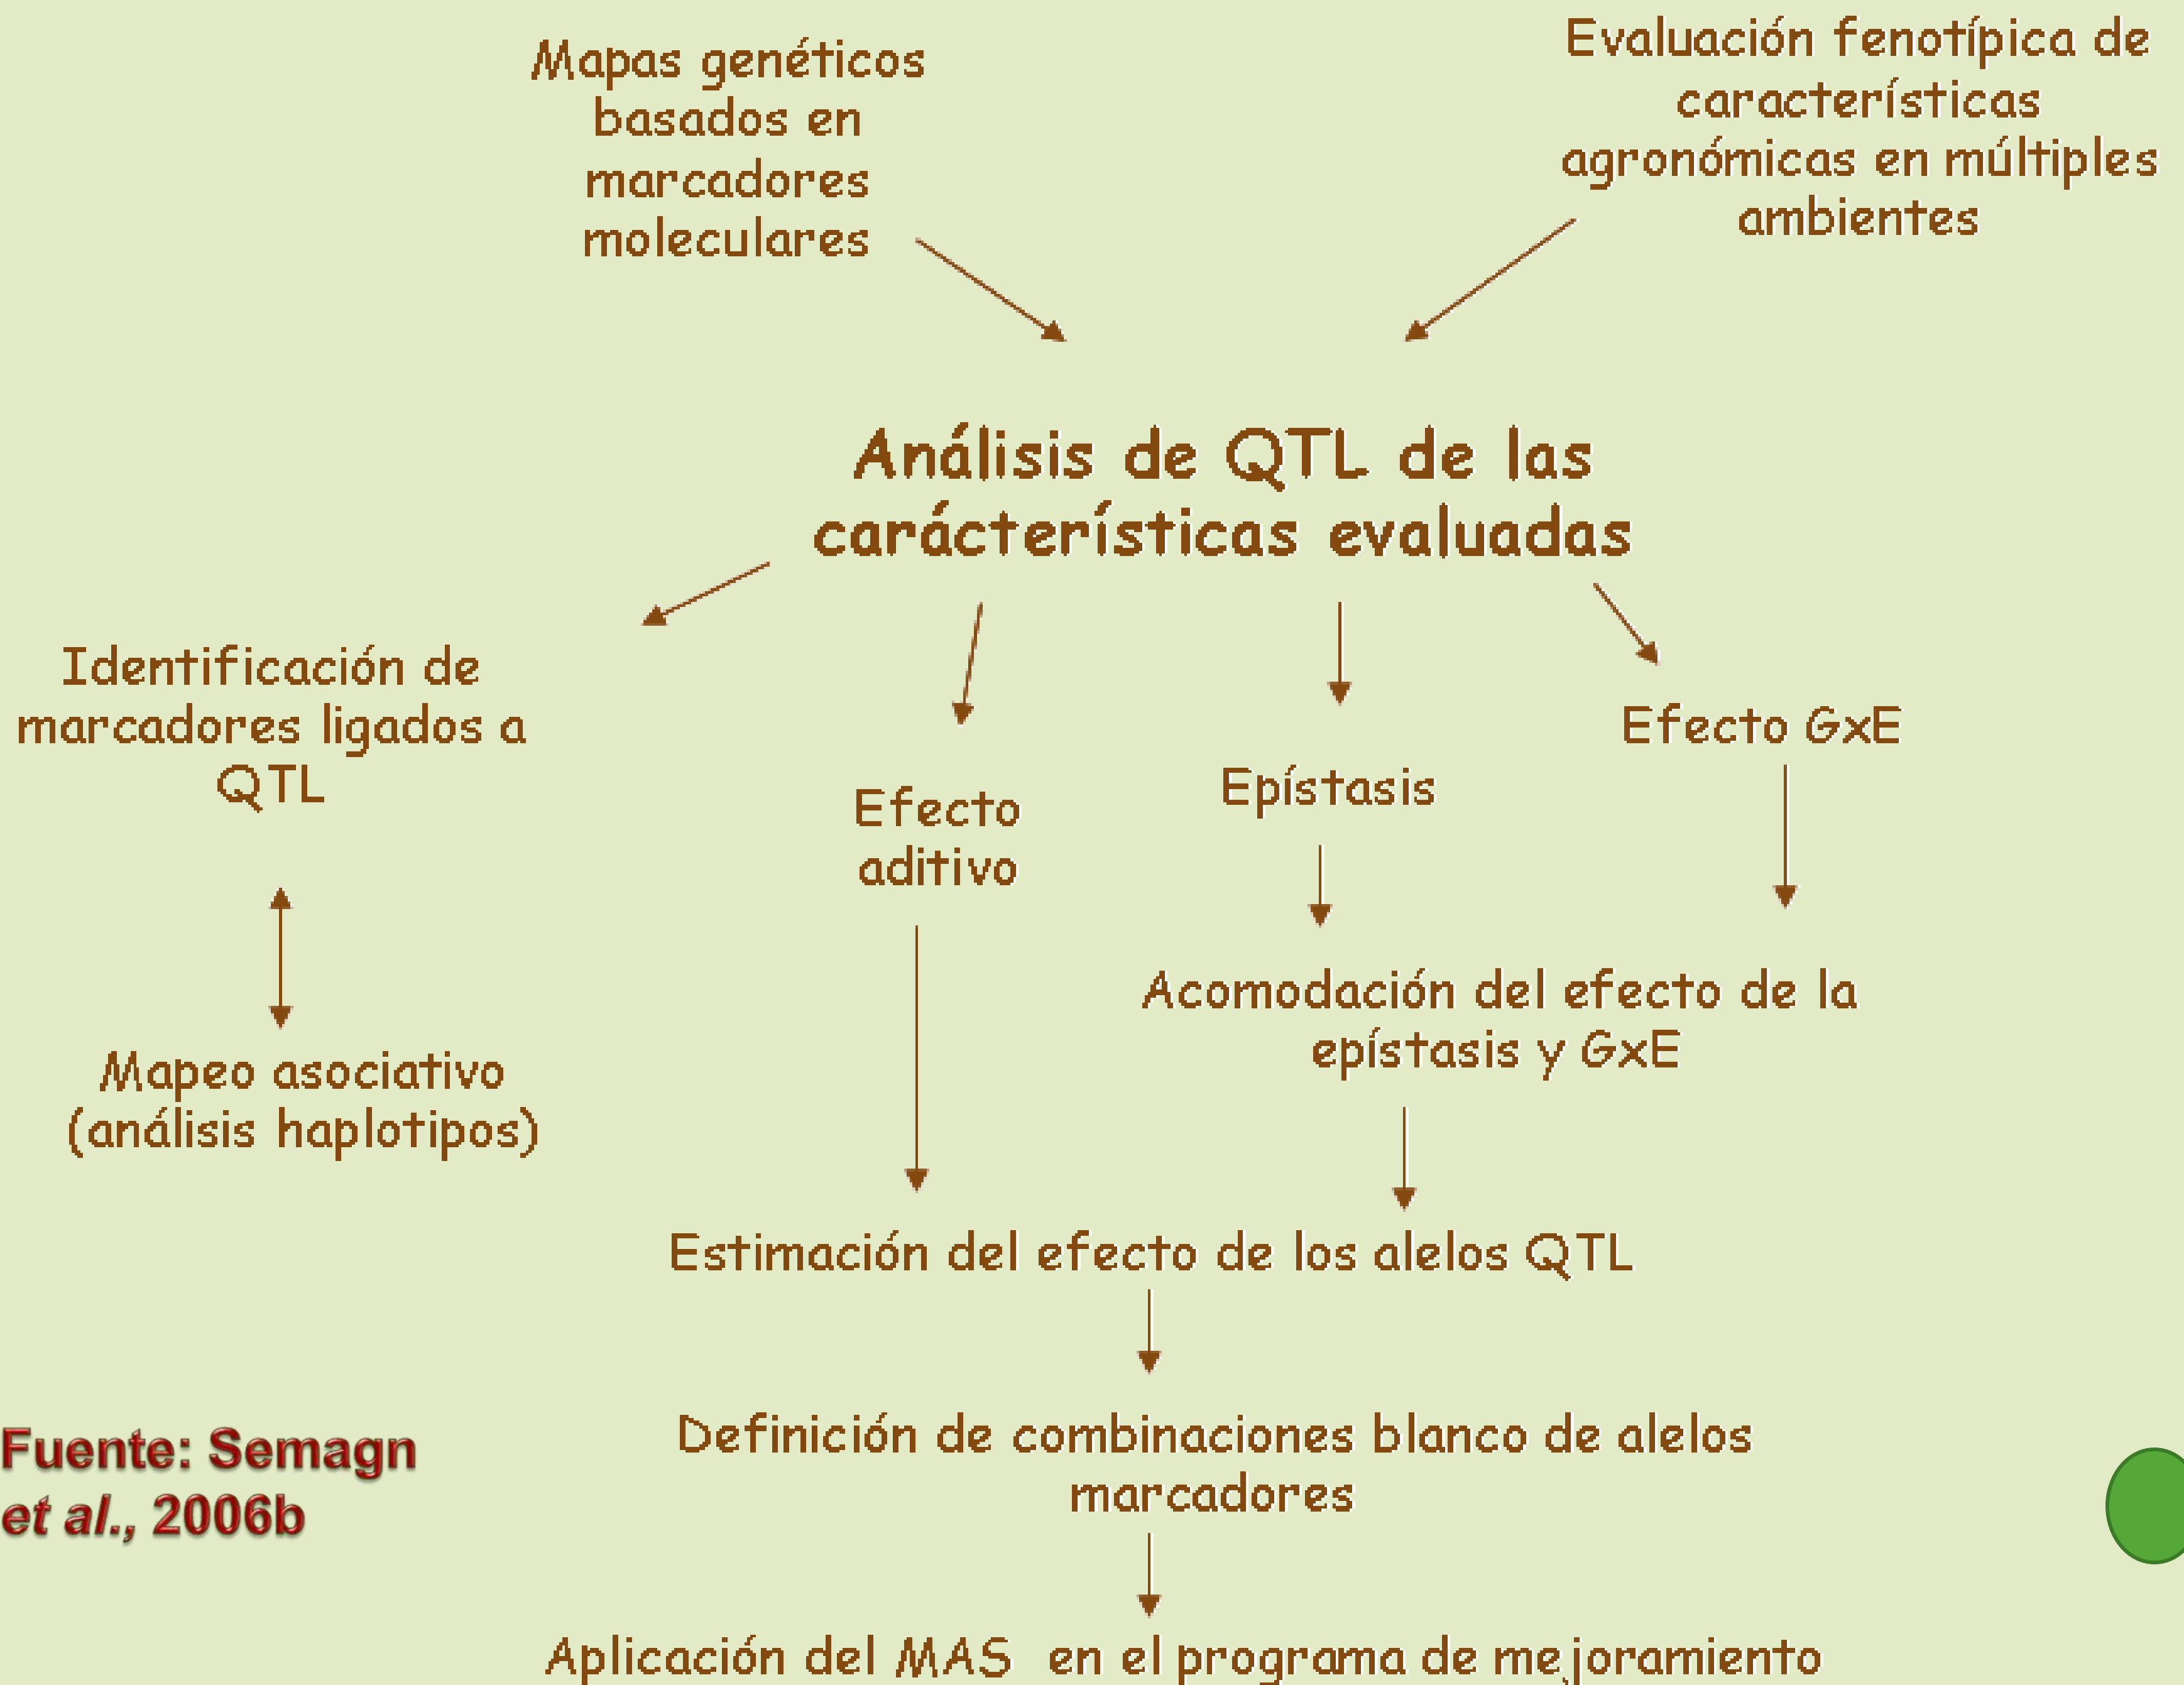 Mapas genéticos
basados en
marcadores
moleculares
Evaluación fenotípica de
características
agronómicas en múltiples
ambientes
Análisis de QTL de las
carácterísticas evaluadas
Identificación de
marcadores ligados a
QTL
Efecto
aditivo
Epístasis
Efecto GxE
Mapeo asociativo
(análisis haplotipos)
Acomodación del efecto de la
epístasis y GxE
Estimación del efecto de los alelos QTL
Definición de combinaciones blanco de alelos
marcadores
Aplicación del MAS en el programa de mejoramiento
Fuente: Semagn
et al., 2006b